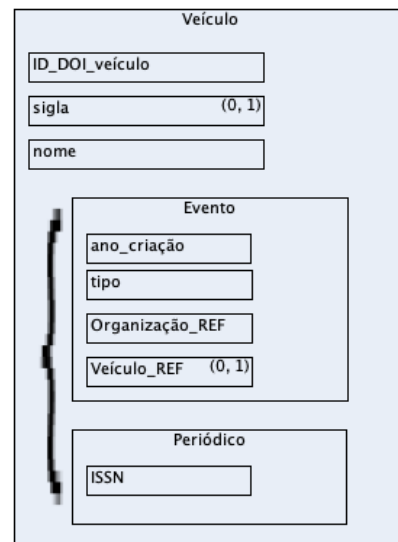 Veículo
ID_DOI_veículo
sigla (0, 1)
nome
Evento
ano_criação
tipo
Organização_REF
Veículo_REF (0, 1)
Periódico
ISSN